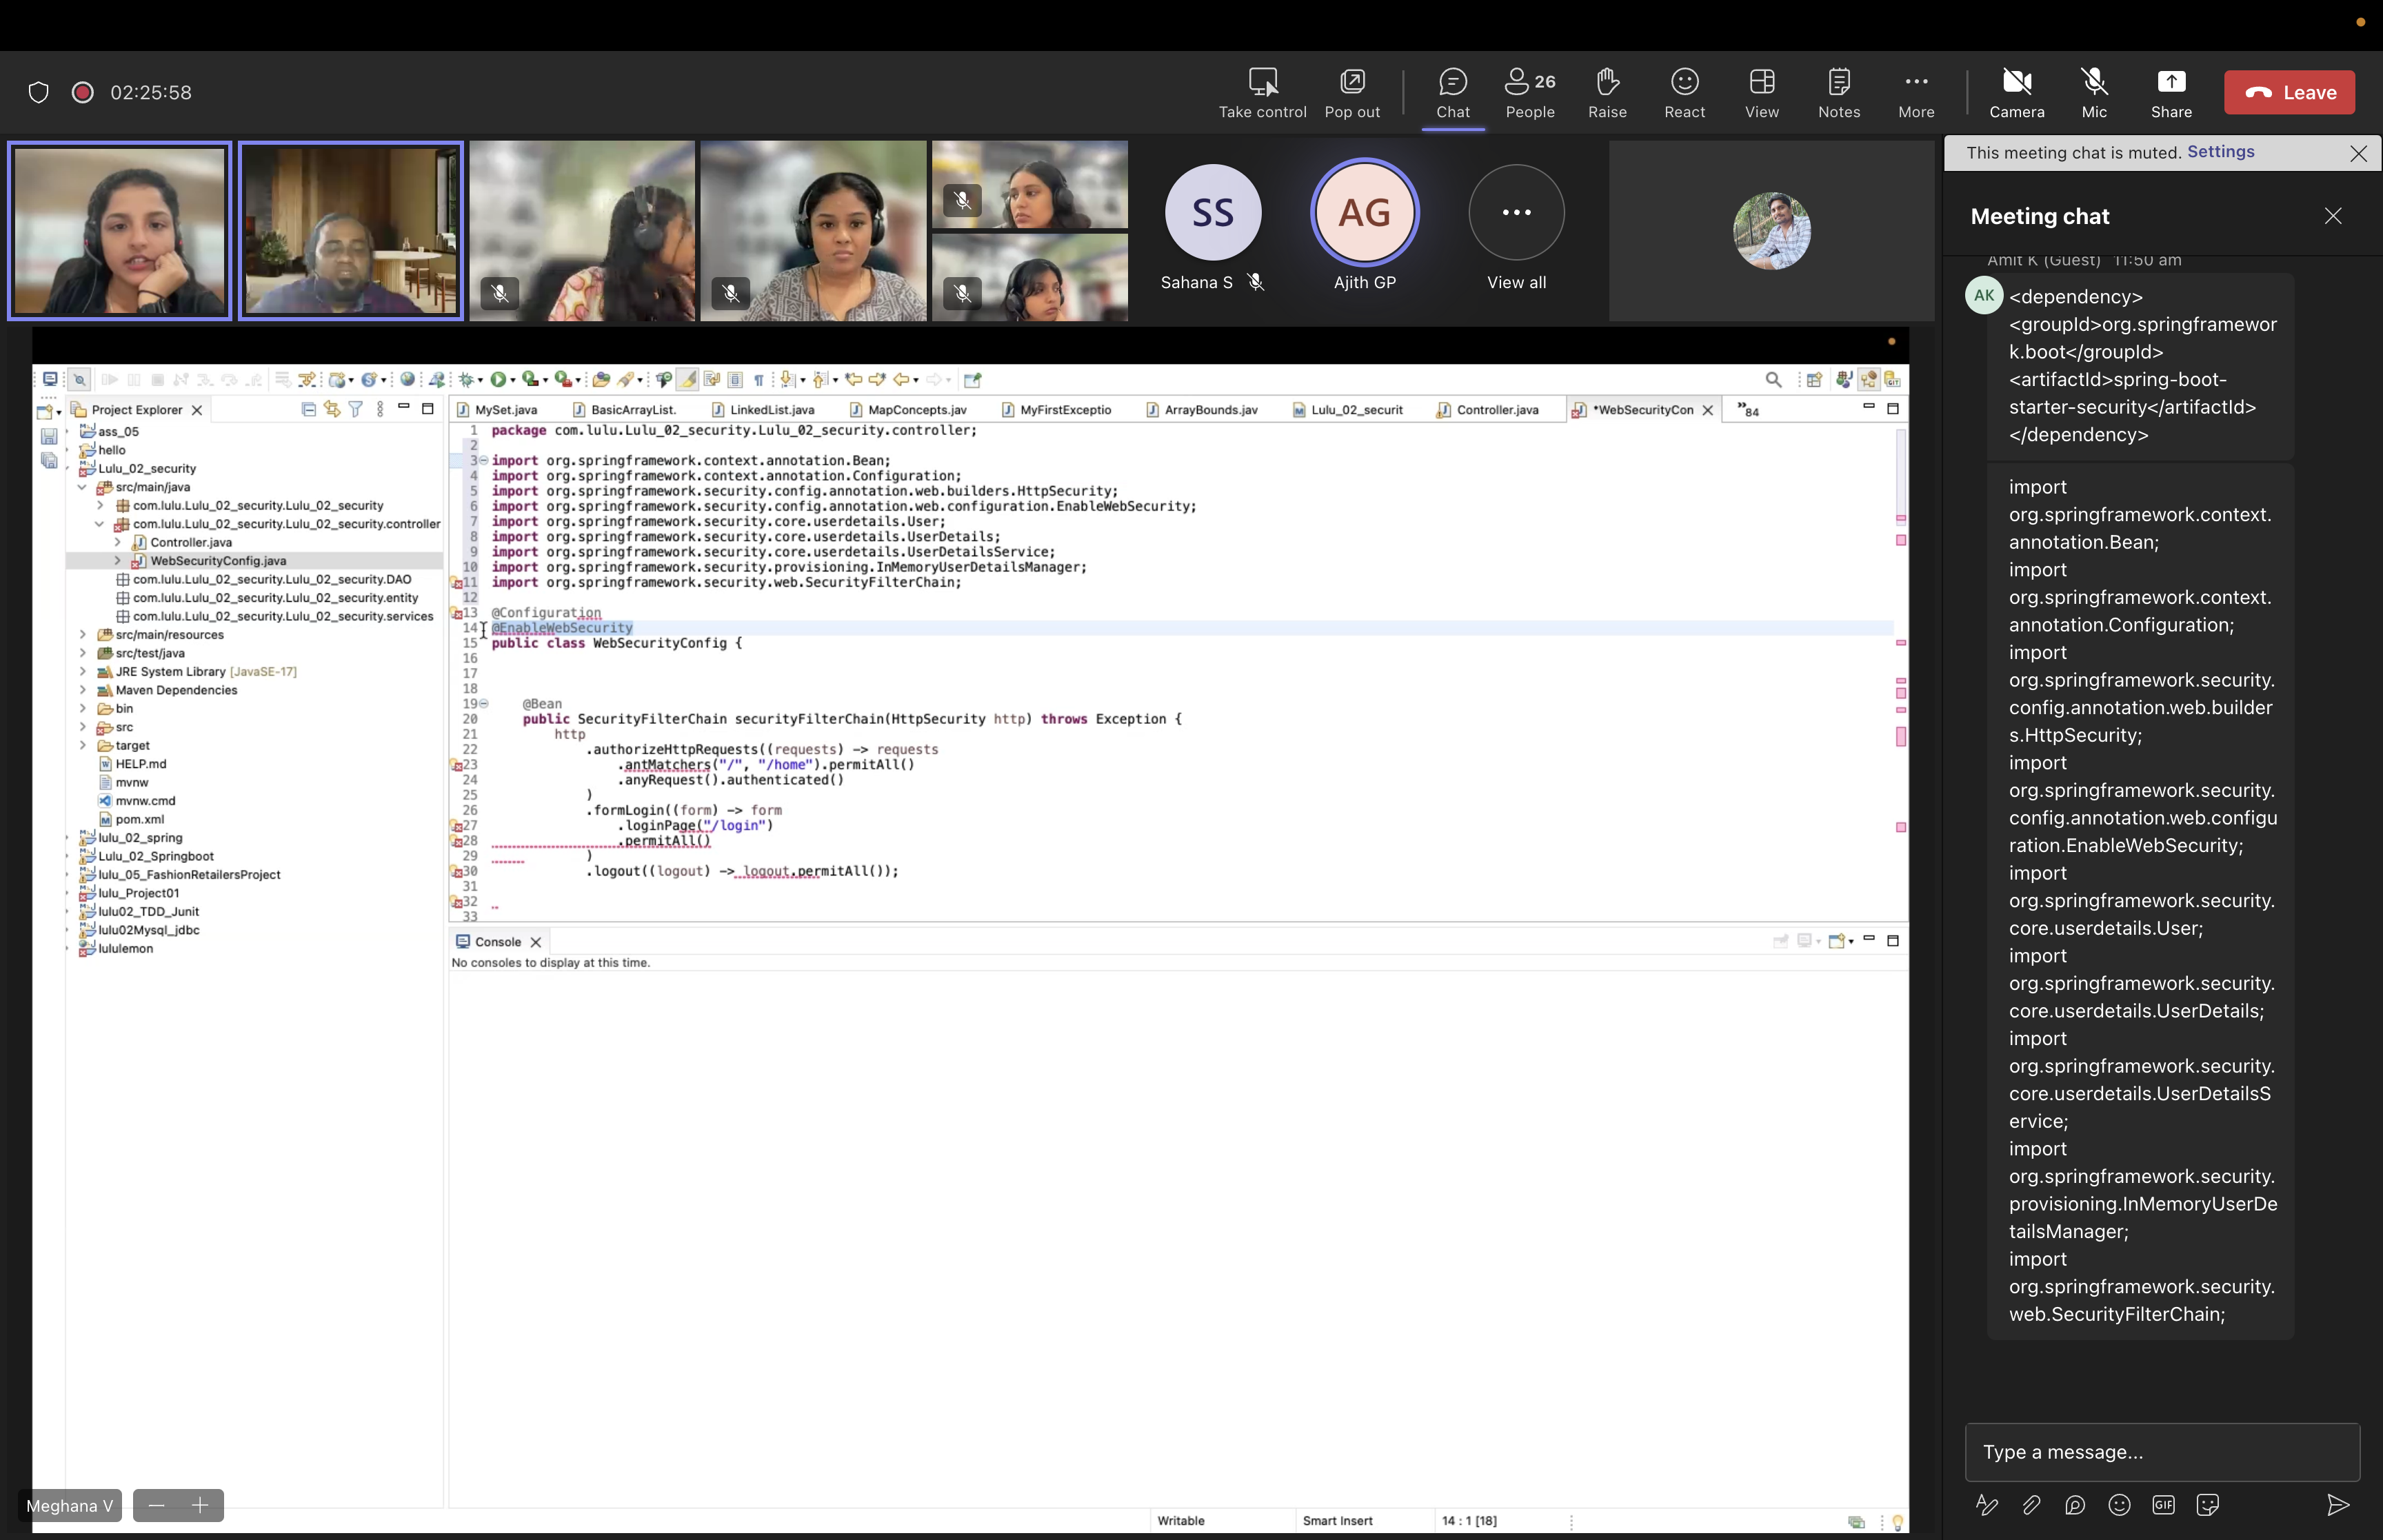 02:25:58
Take control
Pop out
Chat
26
People
Raise
React
View
Notes
More
Camera
Mic
Share
Leave
SS
Sahana S
AG
Ajith GP
View all
This meeting chat is muted. Settings
Meeting chat
Amit K (Guest) 11:50 am
AK
<dependency>
<groupId>org.springframewor
k.boot</groupId>
<artifactId>spring-boot-
starter-security</artifactId>
</dependency>
import
org.springframework.context.
annotation.Bean;
import
org.springframework.context.
annotation.Configuration;
import
org.springframework.security.
config.annotation.web.builder
s.HttpSecurity;
import
org.springframework.security.
config.annotation.web.configu
ration.EnableWebSecurity;
import
org.springframework.security.
core.userdetails.User;
import
org.springframework.security.
core.userdetails.UserDetails;
import
org.springframework.security.
core.userdetails.UserDetailsS
ervice;
import
org.springframework.security.
provisioning.InMemoryUserDe
tailsManager;
import
org.springframework.security.
web.SecurityFilterChain;
Type a message...
GIF
Project Explorer
ass_05
hello
Lulu_02_security
src/main/java
com.lulu.Lulu_02_security.Lulu_02_security
com.lulu.Lulu_02_security.Lulu_02_security.controller
Controller.java
WebSecurityConfig.java
com.lulu.Lulu_02_security.Lulu_02_security.DAO
com.lulu.Lulu_02_security.Lulu_02_security.entity
com.lulu.Lulu_02_security.Lulu_02_security.services
src/main/resources
src/test/java
JRE System Library [JavaSE-17]
Maven Dependencies
bin
src
target
HELP.md
mvnw
mvnw.cmd
pom.xml
lulu_02_spring
Lulu_02_Springboot
lulu_05_FashionRetailersProject
lulu_Project01
lulu02_TDD_Junit
lulu02Mysql_jdbc
lululemon
MySet.java
BasicArrayList.
LinkedList.java
MapConcepts.jav
MyFirstExceptio
ArrayBounds.jav
Lulu_02_securit
Controller.java
*WebSecurityCon
»84
1 package com.lulu.Lulu_02_security.Lulu_02_security.controller;
2
3 import org.springframework.context.annotation.Bean;
4 import org.springframework.context.annotation.Configuration;
5 import org.springframework.security.config.annotation.web.builders.HttpSecurity;
6 import org.springframework.security.config.annotation.web.configuration.EnableWebSecurity;
7 import org.springframework.security.core.userdetails.User;
8 import org.springframework.security.core.userdetails.UserDetails;
9 import org.springframework.security.core.userdetails.UserDetailsService;
10 import org.springframework.security.provisioning.InMemoryUserDetailsManager;
11 import org.springframework.security.web.SecurityFilterChain;
12
13 @Configuration
14 @EnableWebSecurity
15 public class WebSecurityConfig {
16
17
18
19 @Bean
20 public SecurityFilterChain securityFilterChain(HttpSecurity http) throws Exception {
21 http
22 .authorizeHttpRequests((requests) -> requests
23 .antMatchers("/", "/home").permitAll()
24 .anyRequest().authenticated()
25 )
26 .formLogin((form) -> form
27 .loginPage("/login")
28 .permitAll()
29 )
30 .logout((logout) -> logout.permitAll());
31
32
33
Console
No consoles to display at this time.
Meghana V
Writable
Smart Insert
14 : 1 [18]